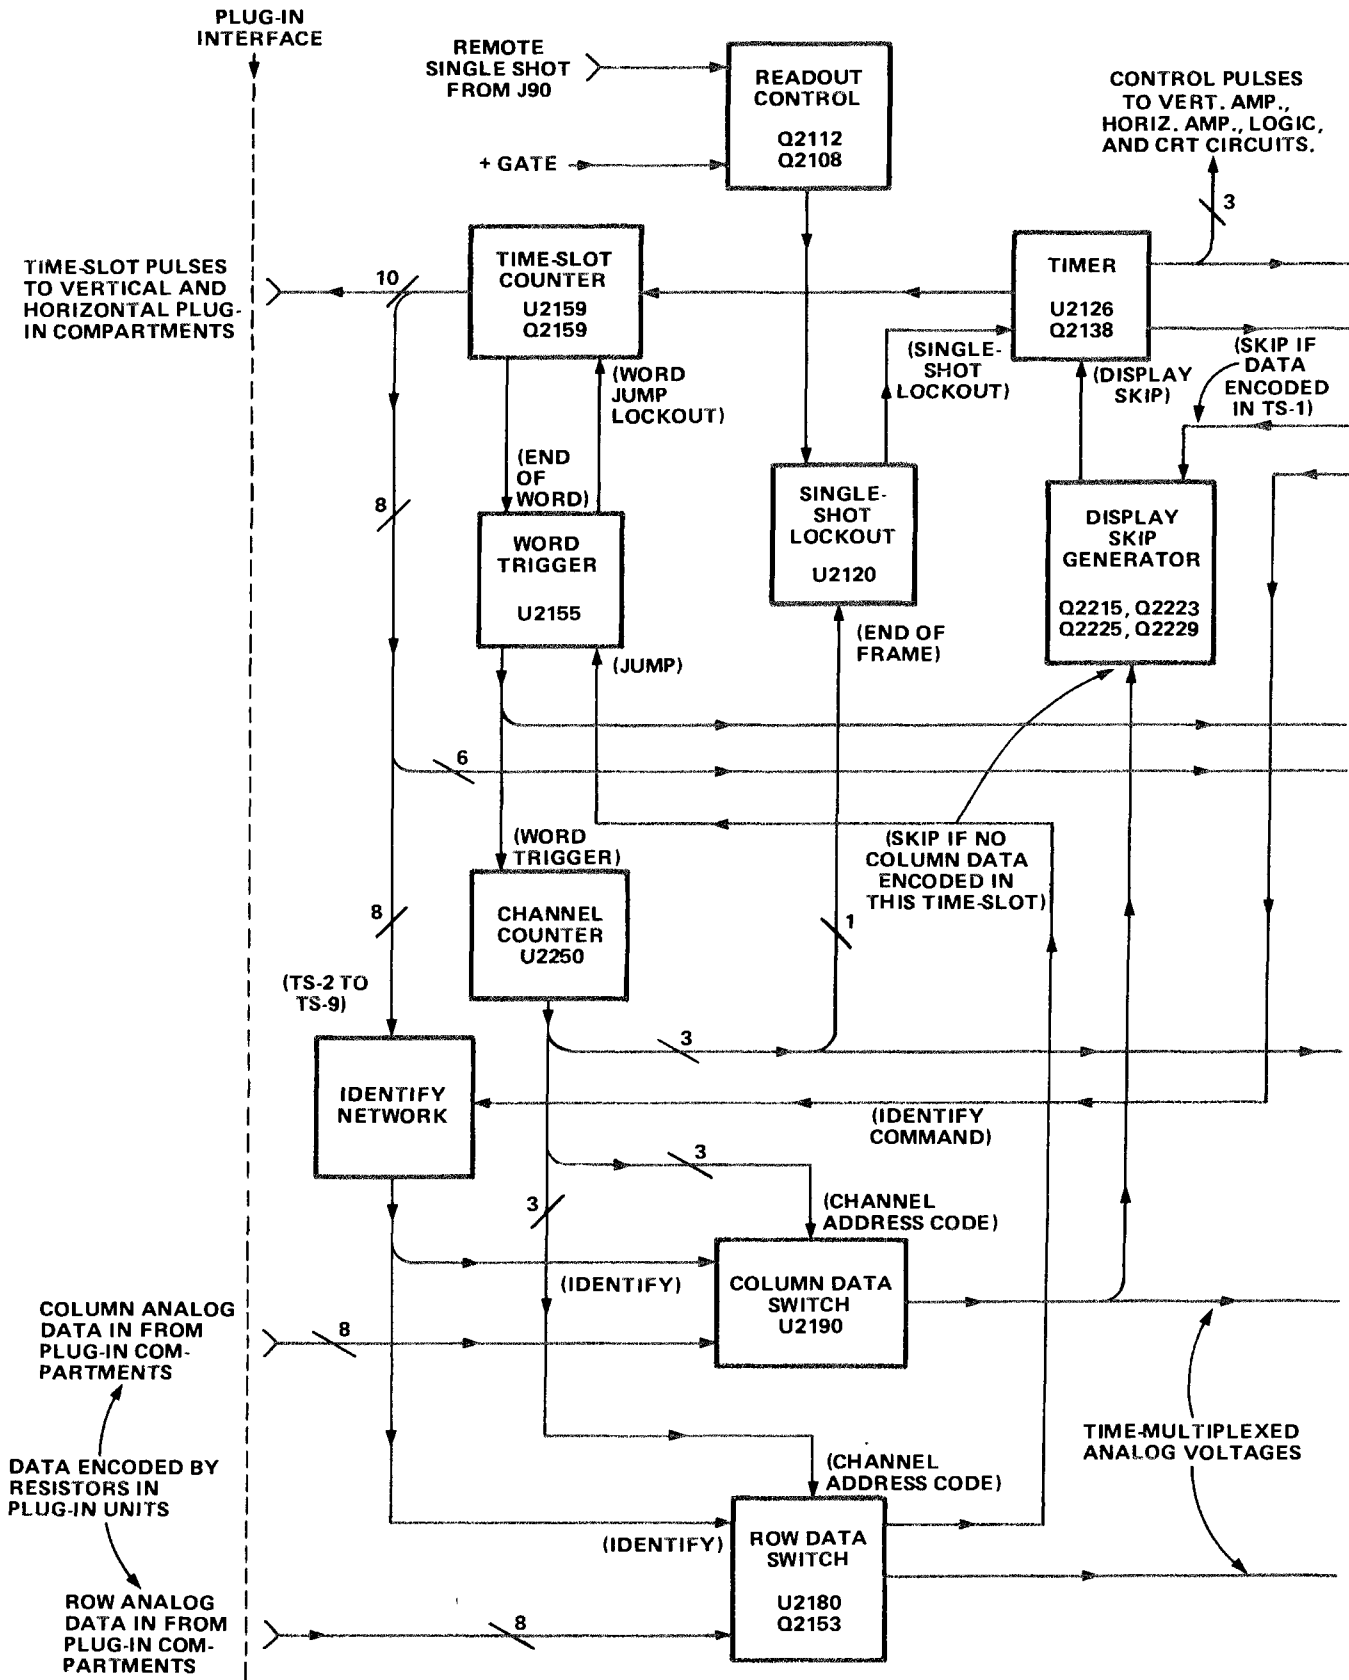 PLUG-IN
INTERFACE
REMOTE
SINGLE SHOT
FROM J90
+ GATE
READOUT
CONTROL
Q2112
Q2108
CONTROL PULSES
TO VERT. AMP.,
HORIZ. AMP., LOGIC,
AND CRT CIRCUITS.
3
TIME-SLOT PULSES
TO VERTICAL AND
HORIZONTAL PLUG-
IN COMPARTMENTS
10
TIME-SLOT
COUNTER
U2159
Q2159
TIMER
U2126
Q2138
(WORD
JUMP
LOCKOUT)
(SINGLE-
SHOT
LOCKOUT)
(DISPLAY
SKIP)
(SKIP IF
DATA
ENCODED
IN TS-1)
(END
OF
WORD)
8
WORD
TRIGGER
U2155
SINGLE-
SHOT
LOCKOUT
U2120
DISPLAY
SKIP
GENERATOR
Q2215, Q2223
Q2225, Q2229
(JUMP)
(END OF
FRAME)
6
(WORD
TRIGGER)
(SKIP IF NO
COLUMN DATA
ENCODED IN
THIS TIME-SLOT)
8
CHANNEL
COUNTER
U2250
1
(TS-2 TO
TS-9)
3
IDENTIFY
NETWORK
(IDENTIFY
COMMAND)
3
3
(CHANNEL
ADDRESS CODE)
(IDENTIFY)
COLUMN DATA
SWITCH
U2190
COLUMN ANALOG
DATA IN FROM
PLUG-IN COM-
PARTMENTS
8
TIME-MULTIPLEXED
ANALOG VOLTAGES
DATA ENCODED BY
RESISTORS IN
PLUG-IN UNITS
(CHANNEL
ADDRESS CODE)
(IDENTIFY)
ROW DATA
SWITCH
U2180
Q2153
ROW ANALOG
DATA IN FROM
PLUG-IN COM-
PARTMENTS
8